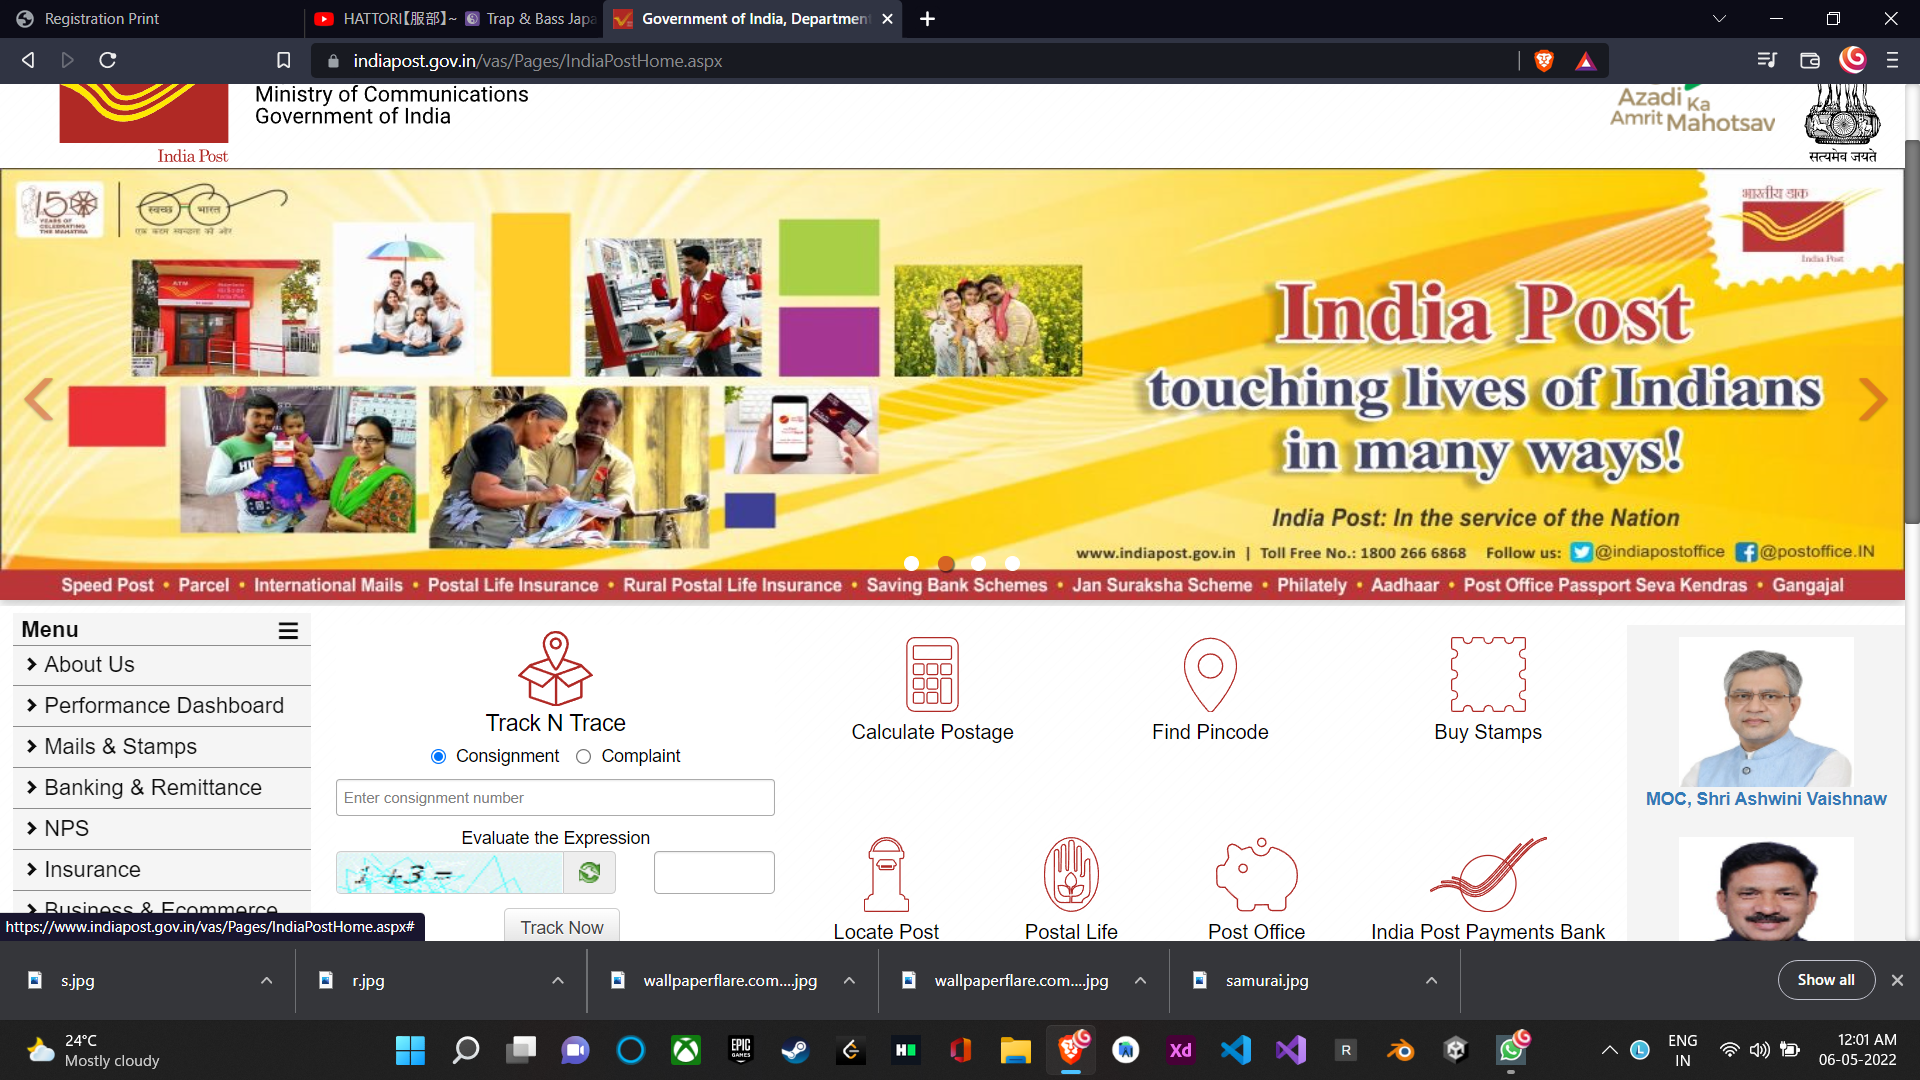 Registration Print
HATTORI【服部】~ Trap & Bass Japa
Government of India, Department
indiapost.gov.in/vas/Pages/IndiaPostHome.aspx
Ministry of Communications
Government of India
India Post
Azadi Ka
Amrit Mahotsav
सत्यमेव जयते
150
YEARS OF
CELEBRATING
THE MAHATMA
स्वच्छ भारत
एक कदम स्वच्छता की ओर
भारतीय डाक
India Post
ATM
India Post
touching lives of Indians
in many ways!
India Post: In the service of the Nation
www.indiapost.gov.in | Toll Free No.: 1800 266 6868 Follow us: @indiapostoffice @postoffice.IN
Speed Post • Parcel • International Mails • Postal Life Insurance • Rural Postal Life Insurance • Saving Bank Schemes • Jan Suraksha Scheme • Philately • Aadhaar • Post Office Passport Seva Kendras • Gangajal
Menu
About Us
Performance Dashboard
Mails & Stamps
Banking & Remittance
NPS
Insurance
Business & Ecommerce
https://www.indiapost.gov.in/vas/Pages/IndiaPostHome.aspx#
Track N Trace
Consignment Complaint
Enter consignment number
Evaluate the Expression
1 +3 =
Track Now
Calculate Postage
Find Pincode
Buy Stamps
Locate Post
Postal Life
Post Office
India Post Payments Bank
MOC, Shri Ashwini Vaishnaw
s.jpg
r.jpg
wallpaperflare.com....jpg
wallpaperflare.com....jpg
samurai.jpg
Show all
24°C
Mostly cloudy
EPIC
GAMES
Xd
R
L
ENG
IN
12:01 AM
06-05-2022